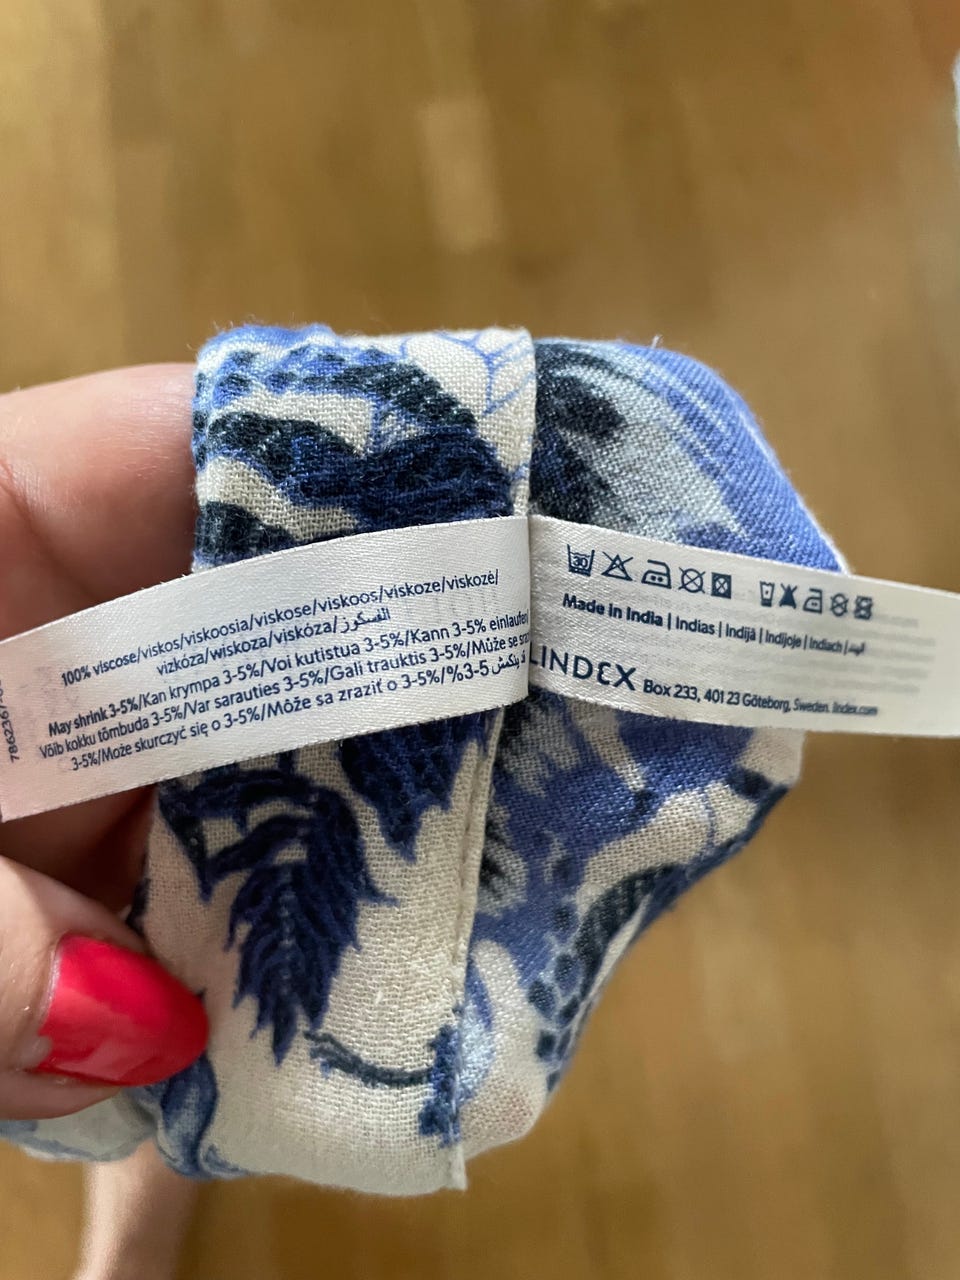 100% viscose/viskos/viskoosia/viskose/viskoos/viskoze/viskozė/
vizkóza/wiskoza/viskóza/الفسكوز
May shrink 3-5%/Kan krympa 3-5%/Voi kutistua 3-5%/Kann 3-5% einlaufen
Võib kokku tõmbuda 3-5%/Var sarauties 3-5%/Gali trauktis 3-5%/Může se
3-5%/Może skurczyć się o 3-5%/Môže sa zraziť o 3-5%/%3-5 قد ينكمش
30
Made in India | Indias | Indijā | Indijoje | Indiach |
LINDEX Box 233, 401 23 Göteborg, Sweden. lindex.com